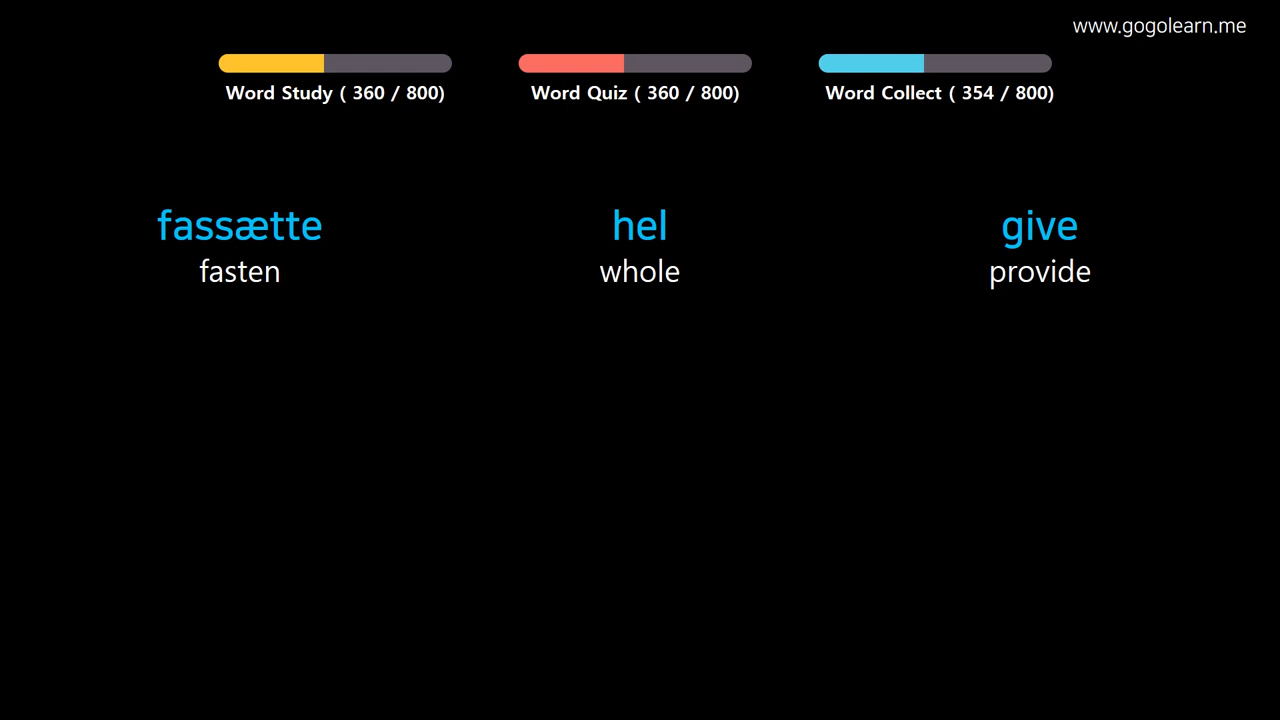 www.gogolearn.me
Word Study ( 360 / 800)
Word Quiz ( 360 / 800)
Word Collect ( 354 / 800)
fassætte
fasten
hel
whole
give
provide